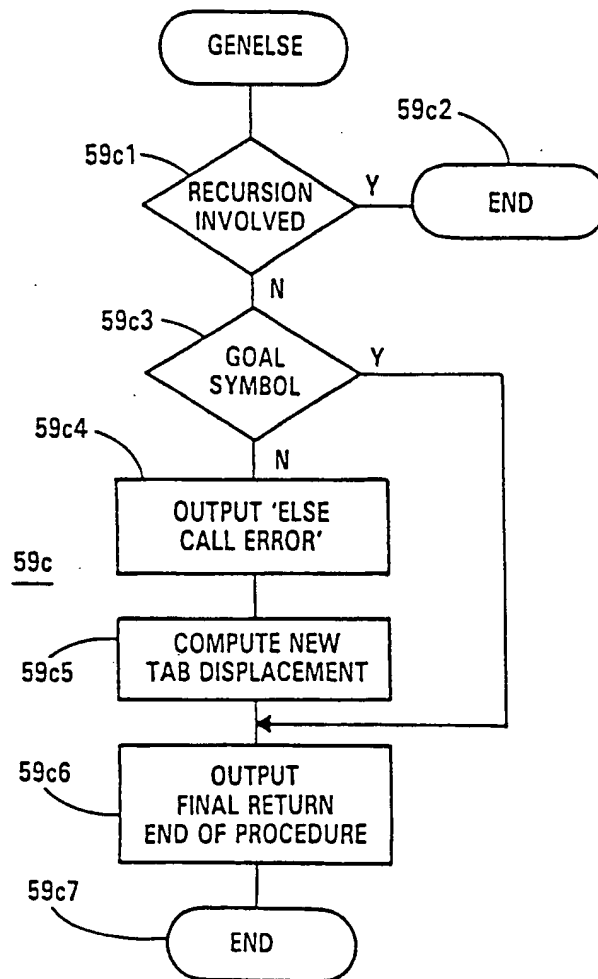 GENELSE
59c2
59c1
RECURSION
INVOLVED
Y
END
N
59c3
GOAL
SYMBOL
Y
59c4
N
OUTPUT 'ELSE
CALL ERROR'
59c
COMPUTE NEW
TAB DISPLACEMENT
59c5
59c6
OUTPUT
FINAL RETURN
END OF PROCEDURE
59c7
END